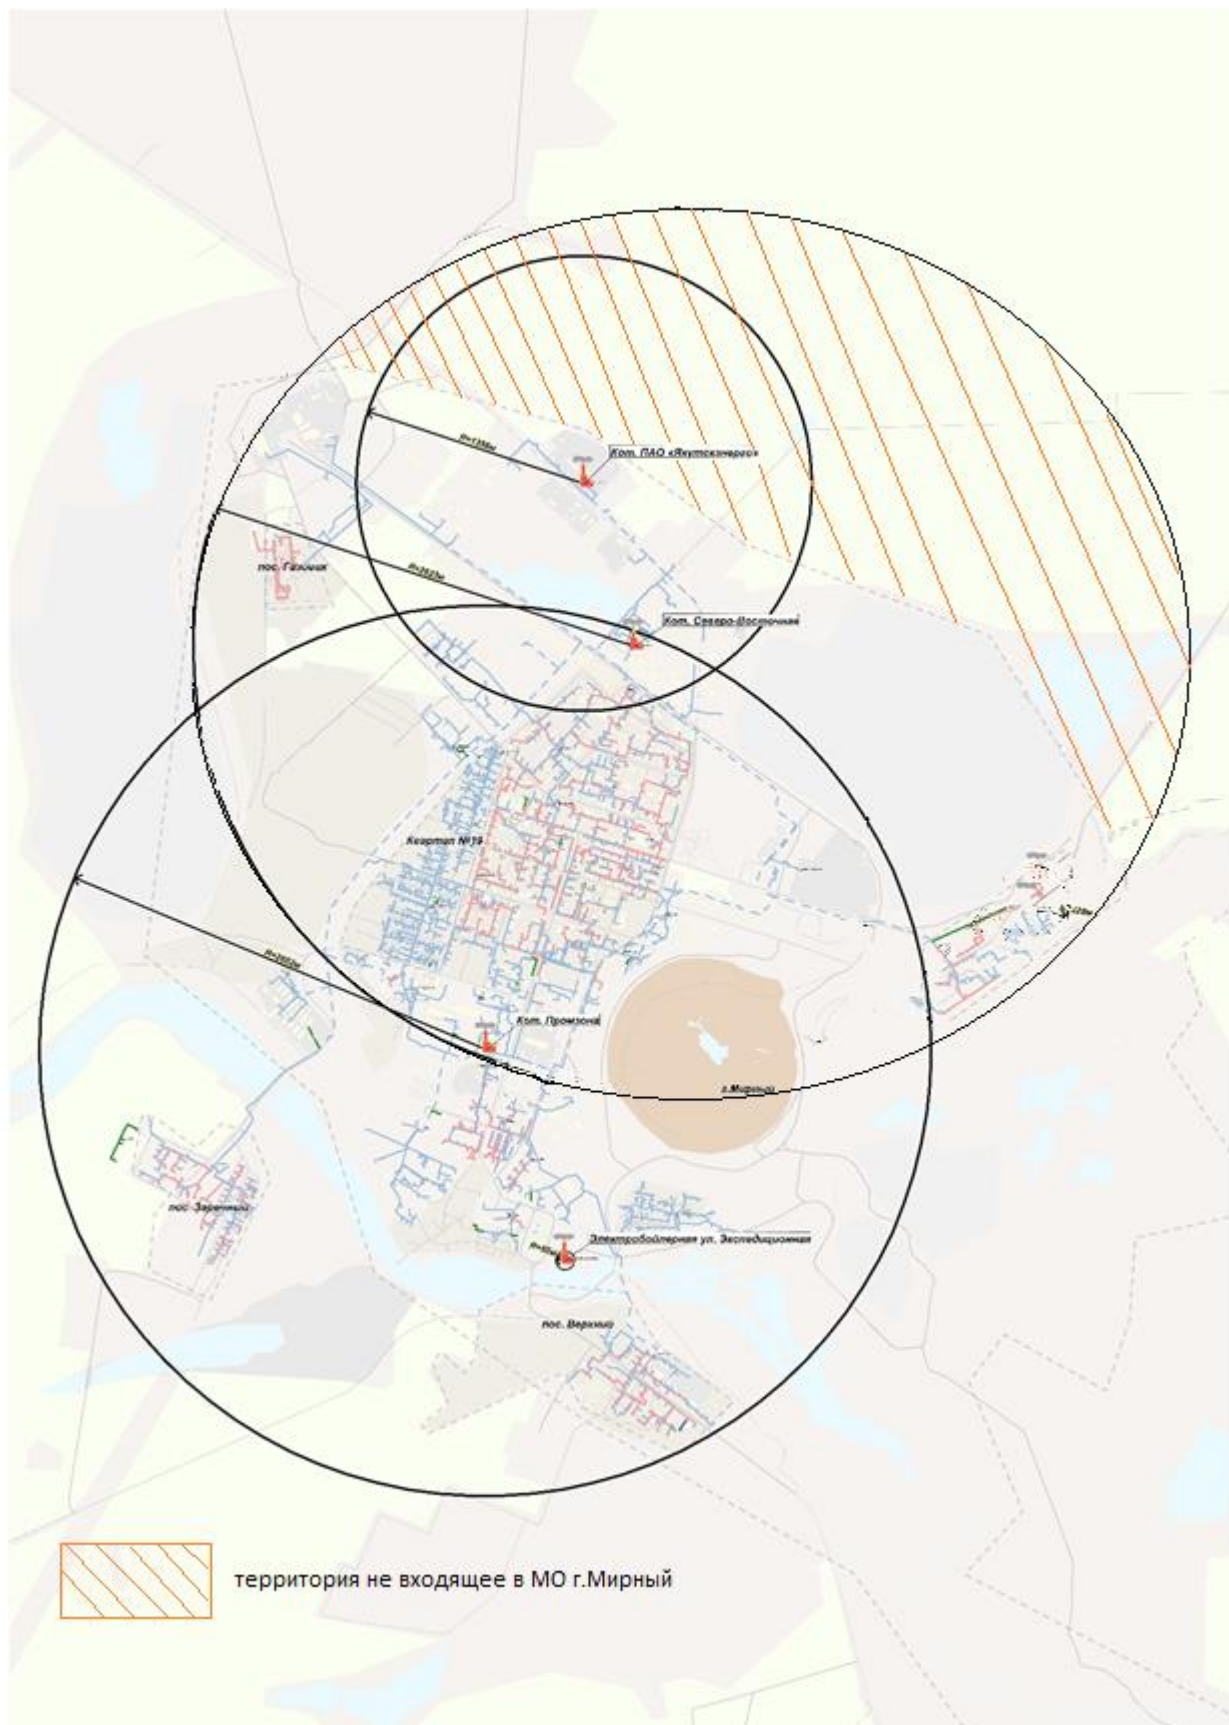 Кот. ПАО «Якутскэнерго»
пос. Газовик
Кот. Северо-Восточная
Квартал №19
Кот. Промзона
г.Мирный
пос. Заречный
Электробойлерная ул. Экспедиционная
пос. Верхний
территория не входящее в МО г.Мирный